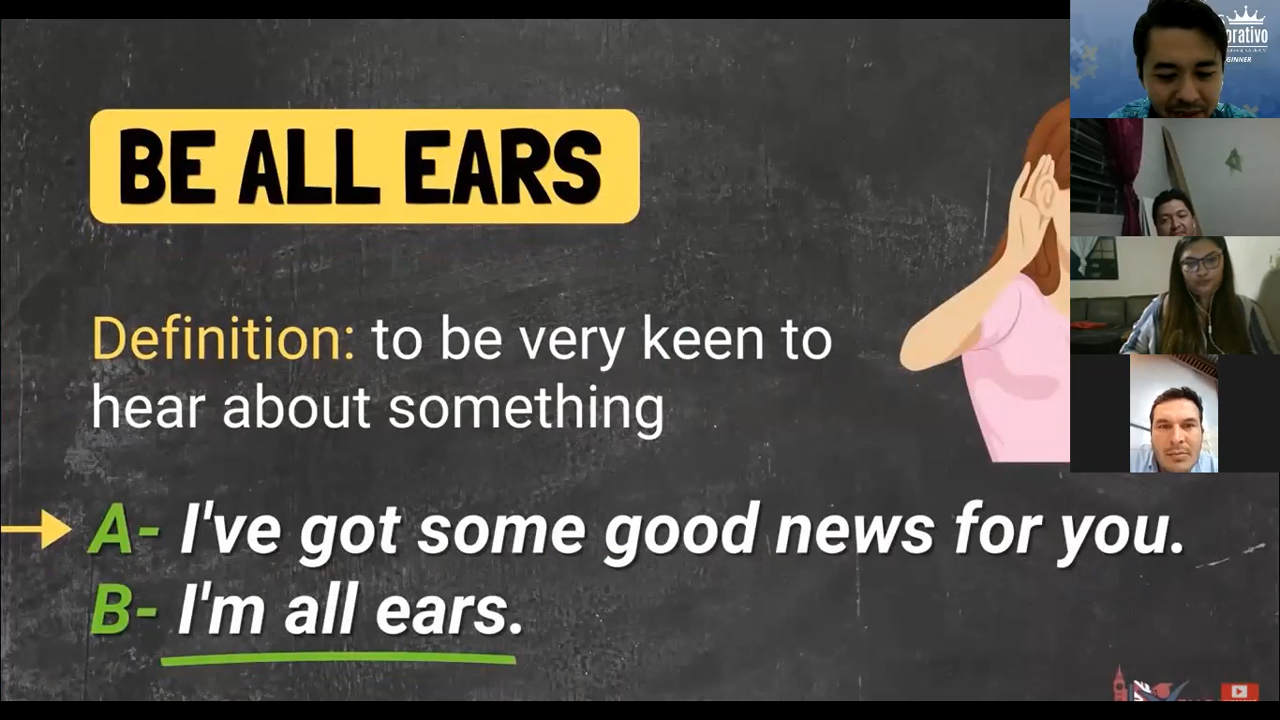 BE ALL EARS
Definition: to be very keen to
hear about something
A- I've got some good news for you.
B- I'm all ears.